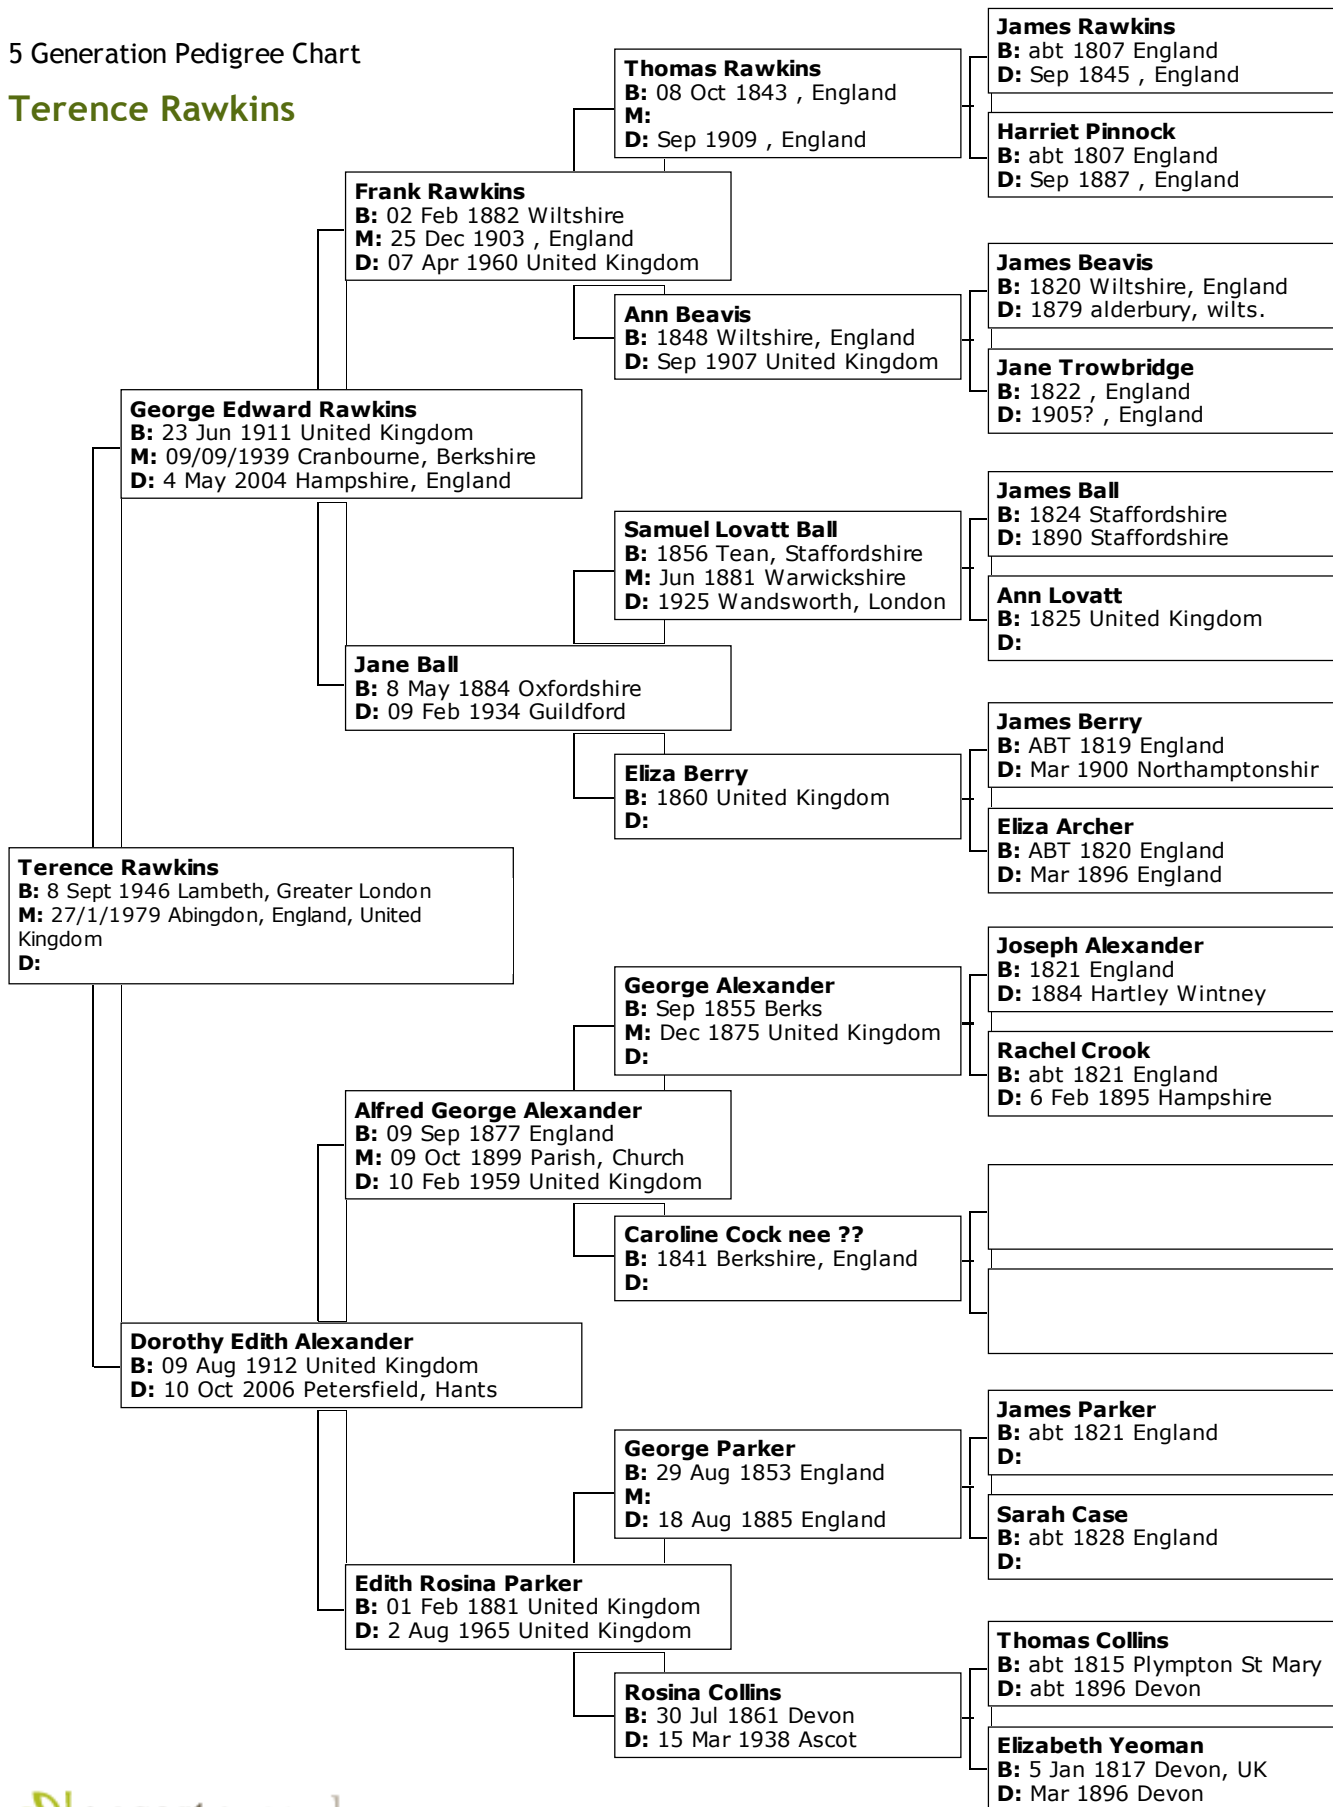 5 Generation Pedigree Chart
Terence Rawkins
James Rawkins
B: abt 1807 England
D: Sep 1845 , England
Thomas Rawkins
B: 08 Oct 1843 , England
M:
D: Sep 1909 , England
Harriet Pinnock
B: abt 1807 England
D: Sep 1887 , England
Frank Rawkins
B: 02 Feb 1882 Wiltshire
M: 25 Dec 1903 , England
D: 07 Apr 1960 United Kingdom
James Beavis
B: 1820 Wiltshire, England
D: 1879 alderbury, wilts.
Ann Beavis
B: 1848 Wiltshire, England
D: Sep 1907 United Kingdom
Jane Trowbridge
B: 1822 , England
D: 1905? , England
George Edward Rawkins
B: 23 Jun 1911 United Kingdom
M: 09/09/1939 Cranbourne, Berkshire
D: 4 May 2004 Hampshire, England
James Ball
B: 1824 Staffordshire
D: 1890 Staffordshire
Samuel Lovatt Ball
B: 1856 Tean, Staffordshire
M: Jun 1881 Warwickshire
D: 1925 Wandsworth, London
Ann Lovatt
B: 1825 United Kingdom
D:
Jane Ball
B: 8 May 1884 Oxfordshire
D: 09 Feb 1934 Guildford
James Berry
B: ABT 1819 England
D: Mar 1900 Northamptonshir
Eliza Berry
B: 1860 United Kingdom
D:
Eliza Archer
B: ABT 1820 England
D: Mar 1896 England
Terence Rawkins
B: 8 Sept 1946 Lambeth, Greater London
M: 27/1/1979 Abingdon, England, United
Kingdom
D:
Joseph Alexander
B: 1821 England
D: 1884 Hartley Wintney
George Alexander
B: Sep 1855 Berks
M: Dec 1875 United Kingdom
D:
Rachel Crook
B: abt 1821 England
D: 6 Feb 1895 Hampshire
Alfred George Alexander
B: 09 Sep 1877 England
M: 09 Oct 1899 Parish, Church
D: 10 Feb 1959 United Kingdom
Caroline Cock nee ??
B: 1841 Berkshire, England
D:
Dorothy Edith Alexander
B: 09 Aug 1912 United Kingdom
D: 10 Oct 2006 Petersfield, Hants
James Parker
B: abt 1821 England
D:
George Parker
B: 29 Aug 1853 England
M:
D: 18 Aug 1885 England
Sarah Case
B: abt 1828 England
D:
Edith Rosina Parker
B: 01 Feb 1881 United Kingdom
D: 2 Aug 1965 United Kingdom
Thomas Collins
B: abt 1815 Plympton St Mary
D: abt 1896 Devon
Rosina Collins
B: 30 Jul 1861 Devon
D: 15 Mar 1938 Ascot
Elizabeth Yeoman
B: 5 Jan 1817 Devon, UK
D: Mar 1896 Devon